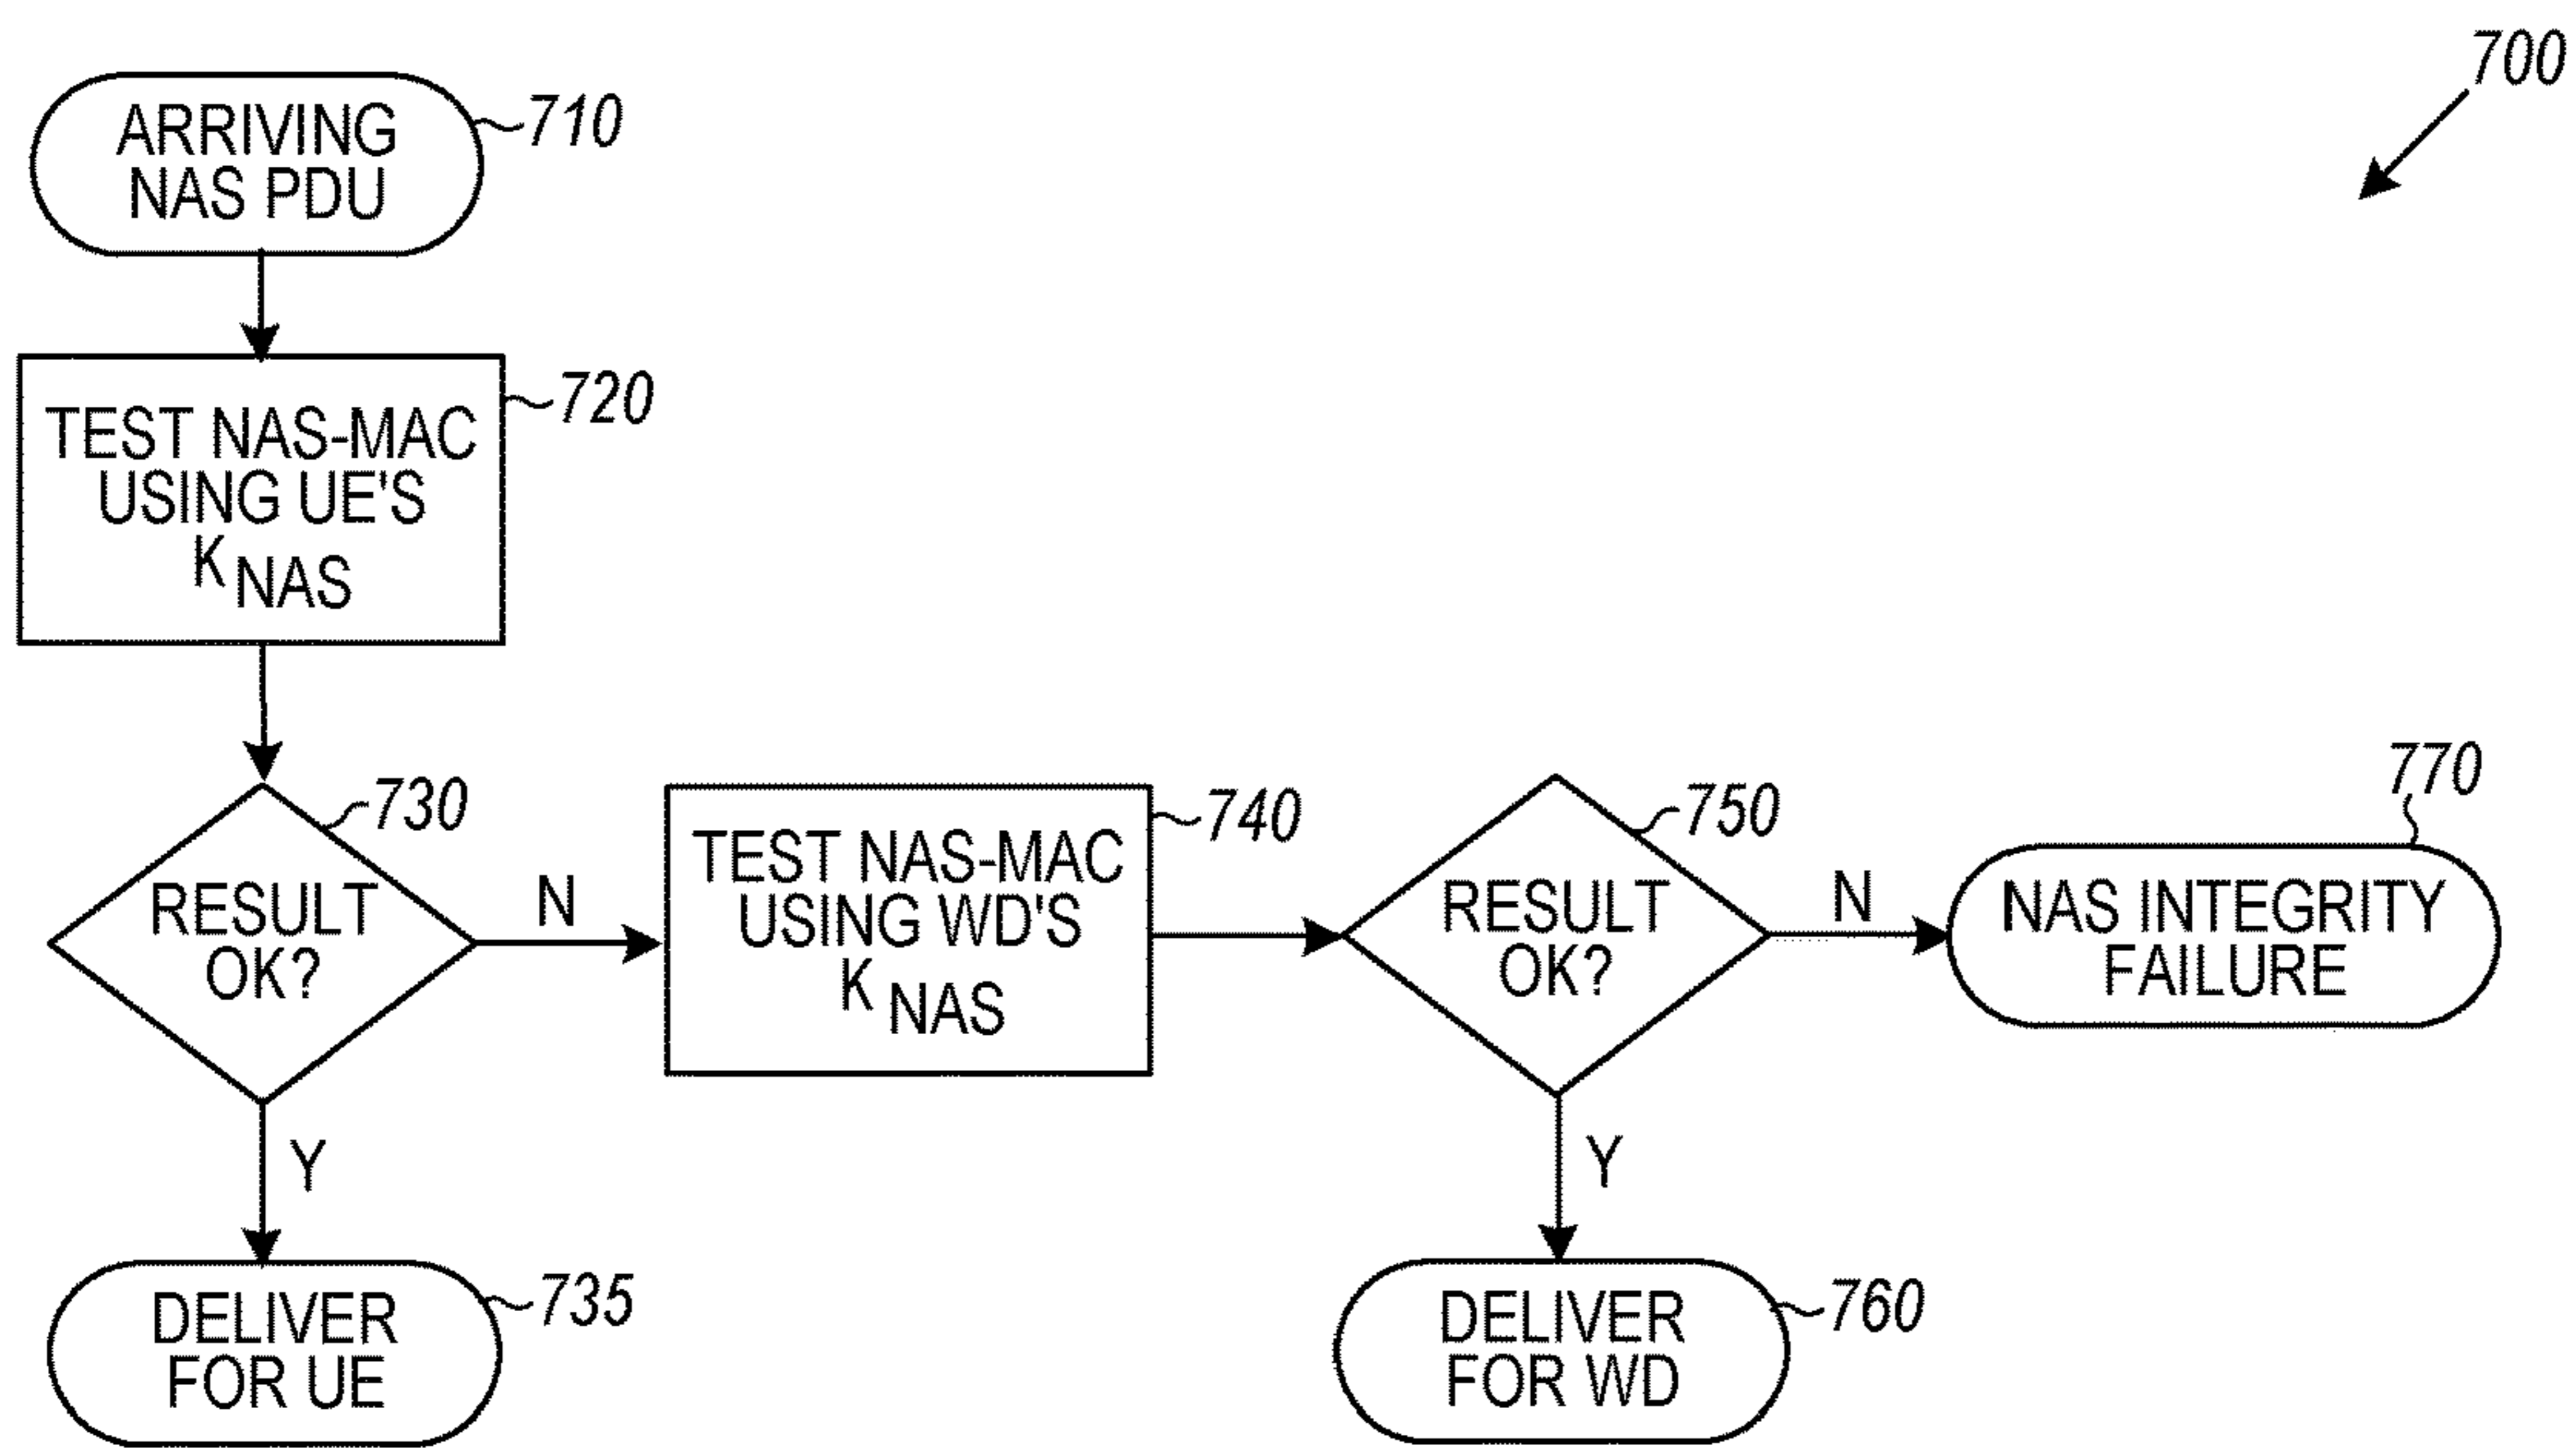 700
ARRIVING
NAS PDU
710
TEST NAS-MAC
USING UE'S
K NAS
720
RESULT
OK?
730
N
Y
DELIVER
FOR UE
735
TEST NAS-MAC
USING WD'S
K NAS
740
RESULT
OK?
750
N
Y
DELIVER
FOR WD
760
NAS INTEGRITY
FAILURE
770